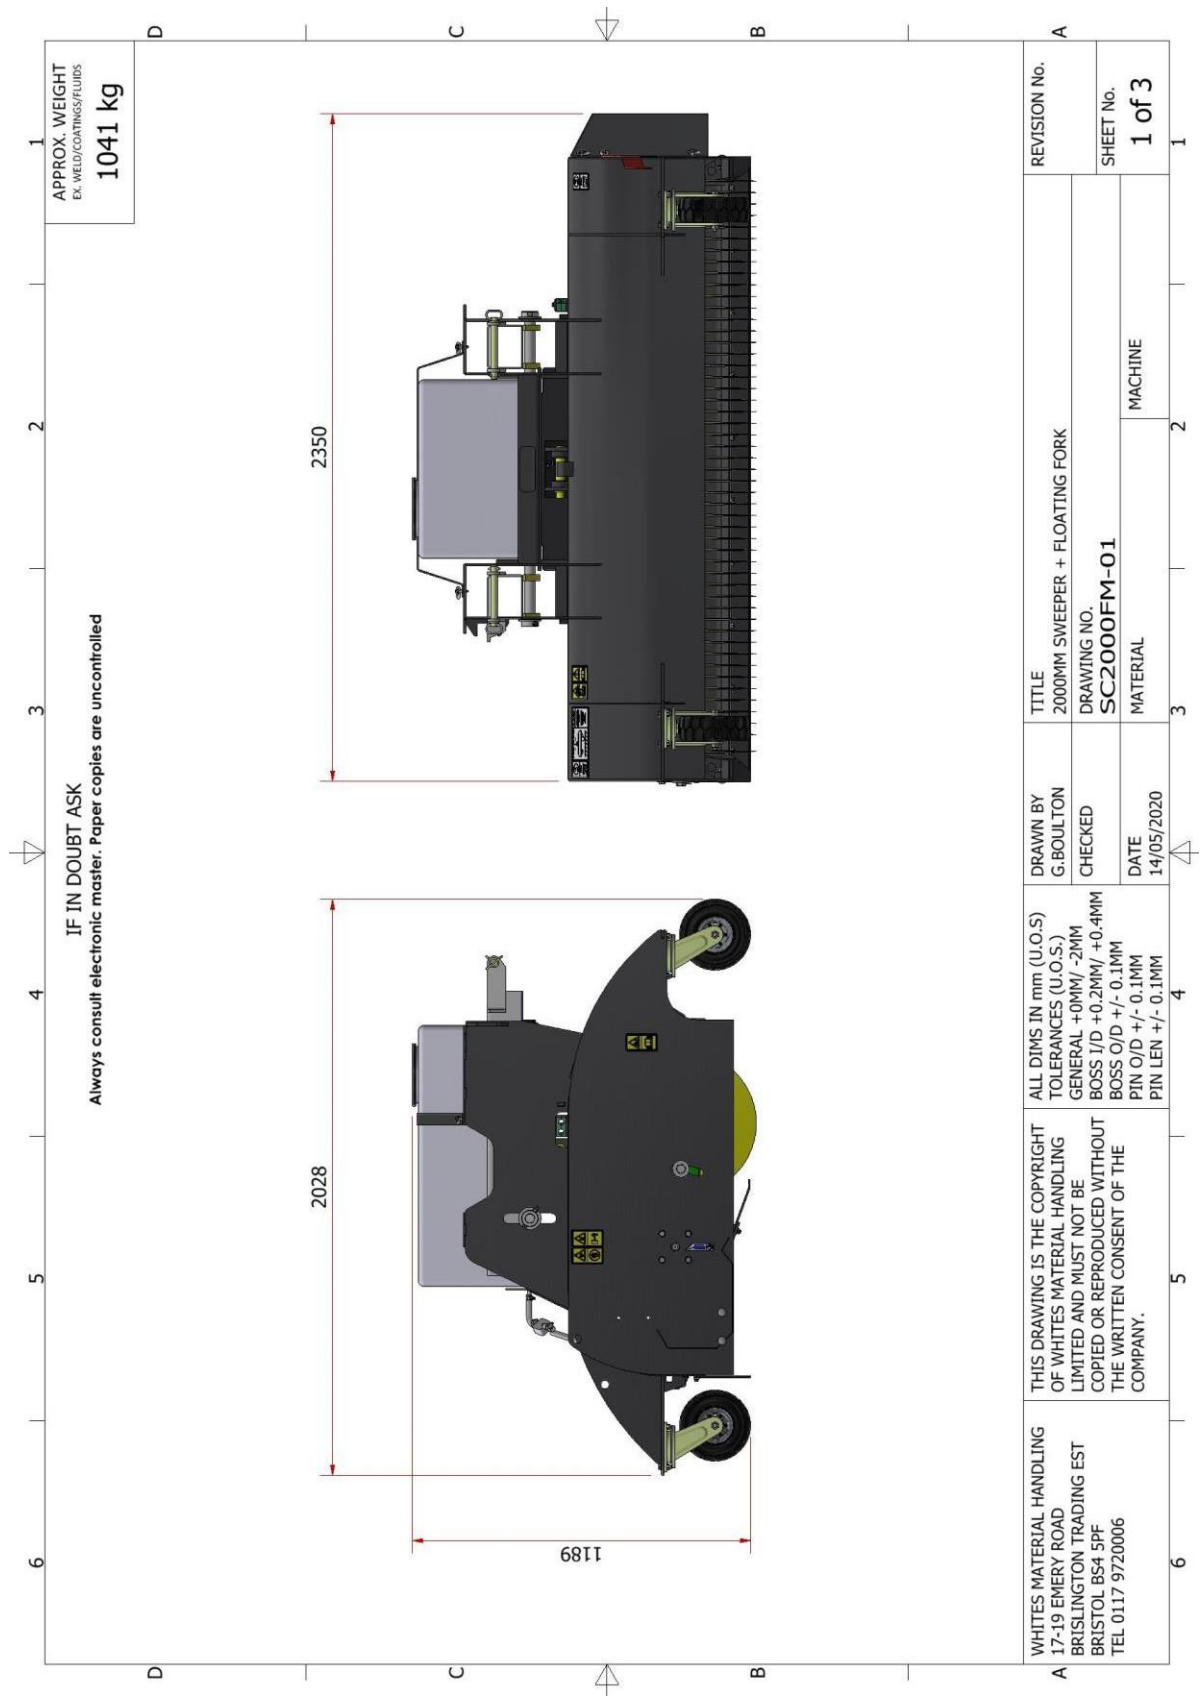 6
5
4
3
2
1
D
C
B
A
IF IN DOUBT ASK
Always consult electronic master. Paper copies are uncontrolled
APPROX. WEIGHT
EX. WELD/COATINGS/FLUIDS
1041 kg
2028
1189
2350
WHITES MATERIAL HANDLING
17-19 EMERY ROAD
BRISLINGTON TRADING EST
BRISTOL BS4 5PF
TEL 0117 9720006
THIS DRAWING IS THE COPYRIGHT
OF WHITES MATERIAL HANDLING
LIMITED AND MUST NOT BE
COPIED OR REPRODUCED WITHOUT
THE WRITTEN CONSENT OF THE
COMPANY.
ALL DIMS IN mm (U.O.S)
TOLERANCES (U.O.S.)
GENERAL +0MM/ -2MM
BOSS I/D +0.2MM/ +0.4MM
BOSS O/D +/- 0.1MM
PIN O/D +/- 0.1MM
PIN LEN +/- 0.1MM
DRAWN BY
G.BOULTON
CHECKED
DATE
14/05/2020
TITLE
2000MM SWEEPER + FLOATING FORK
DRAWING NO.
SC2000FM-01
MATERIAL
MACHINE
REVISION No.
SHEET No.
1 of 3
D
C
B
A
6
5
4
3
2
1